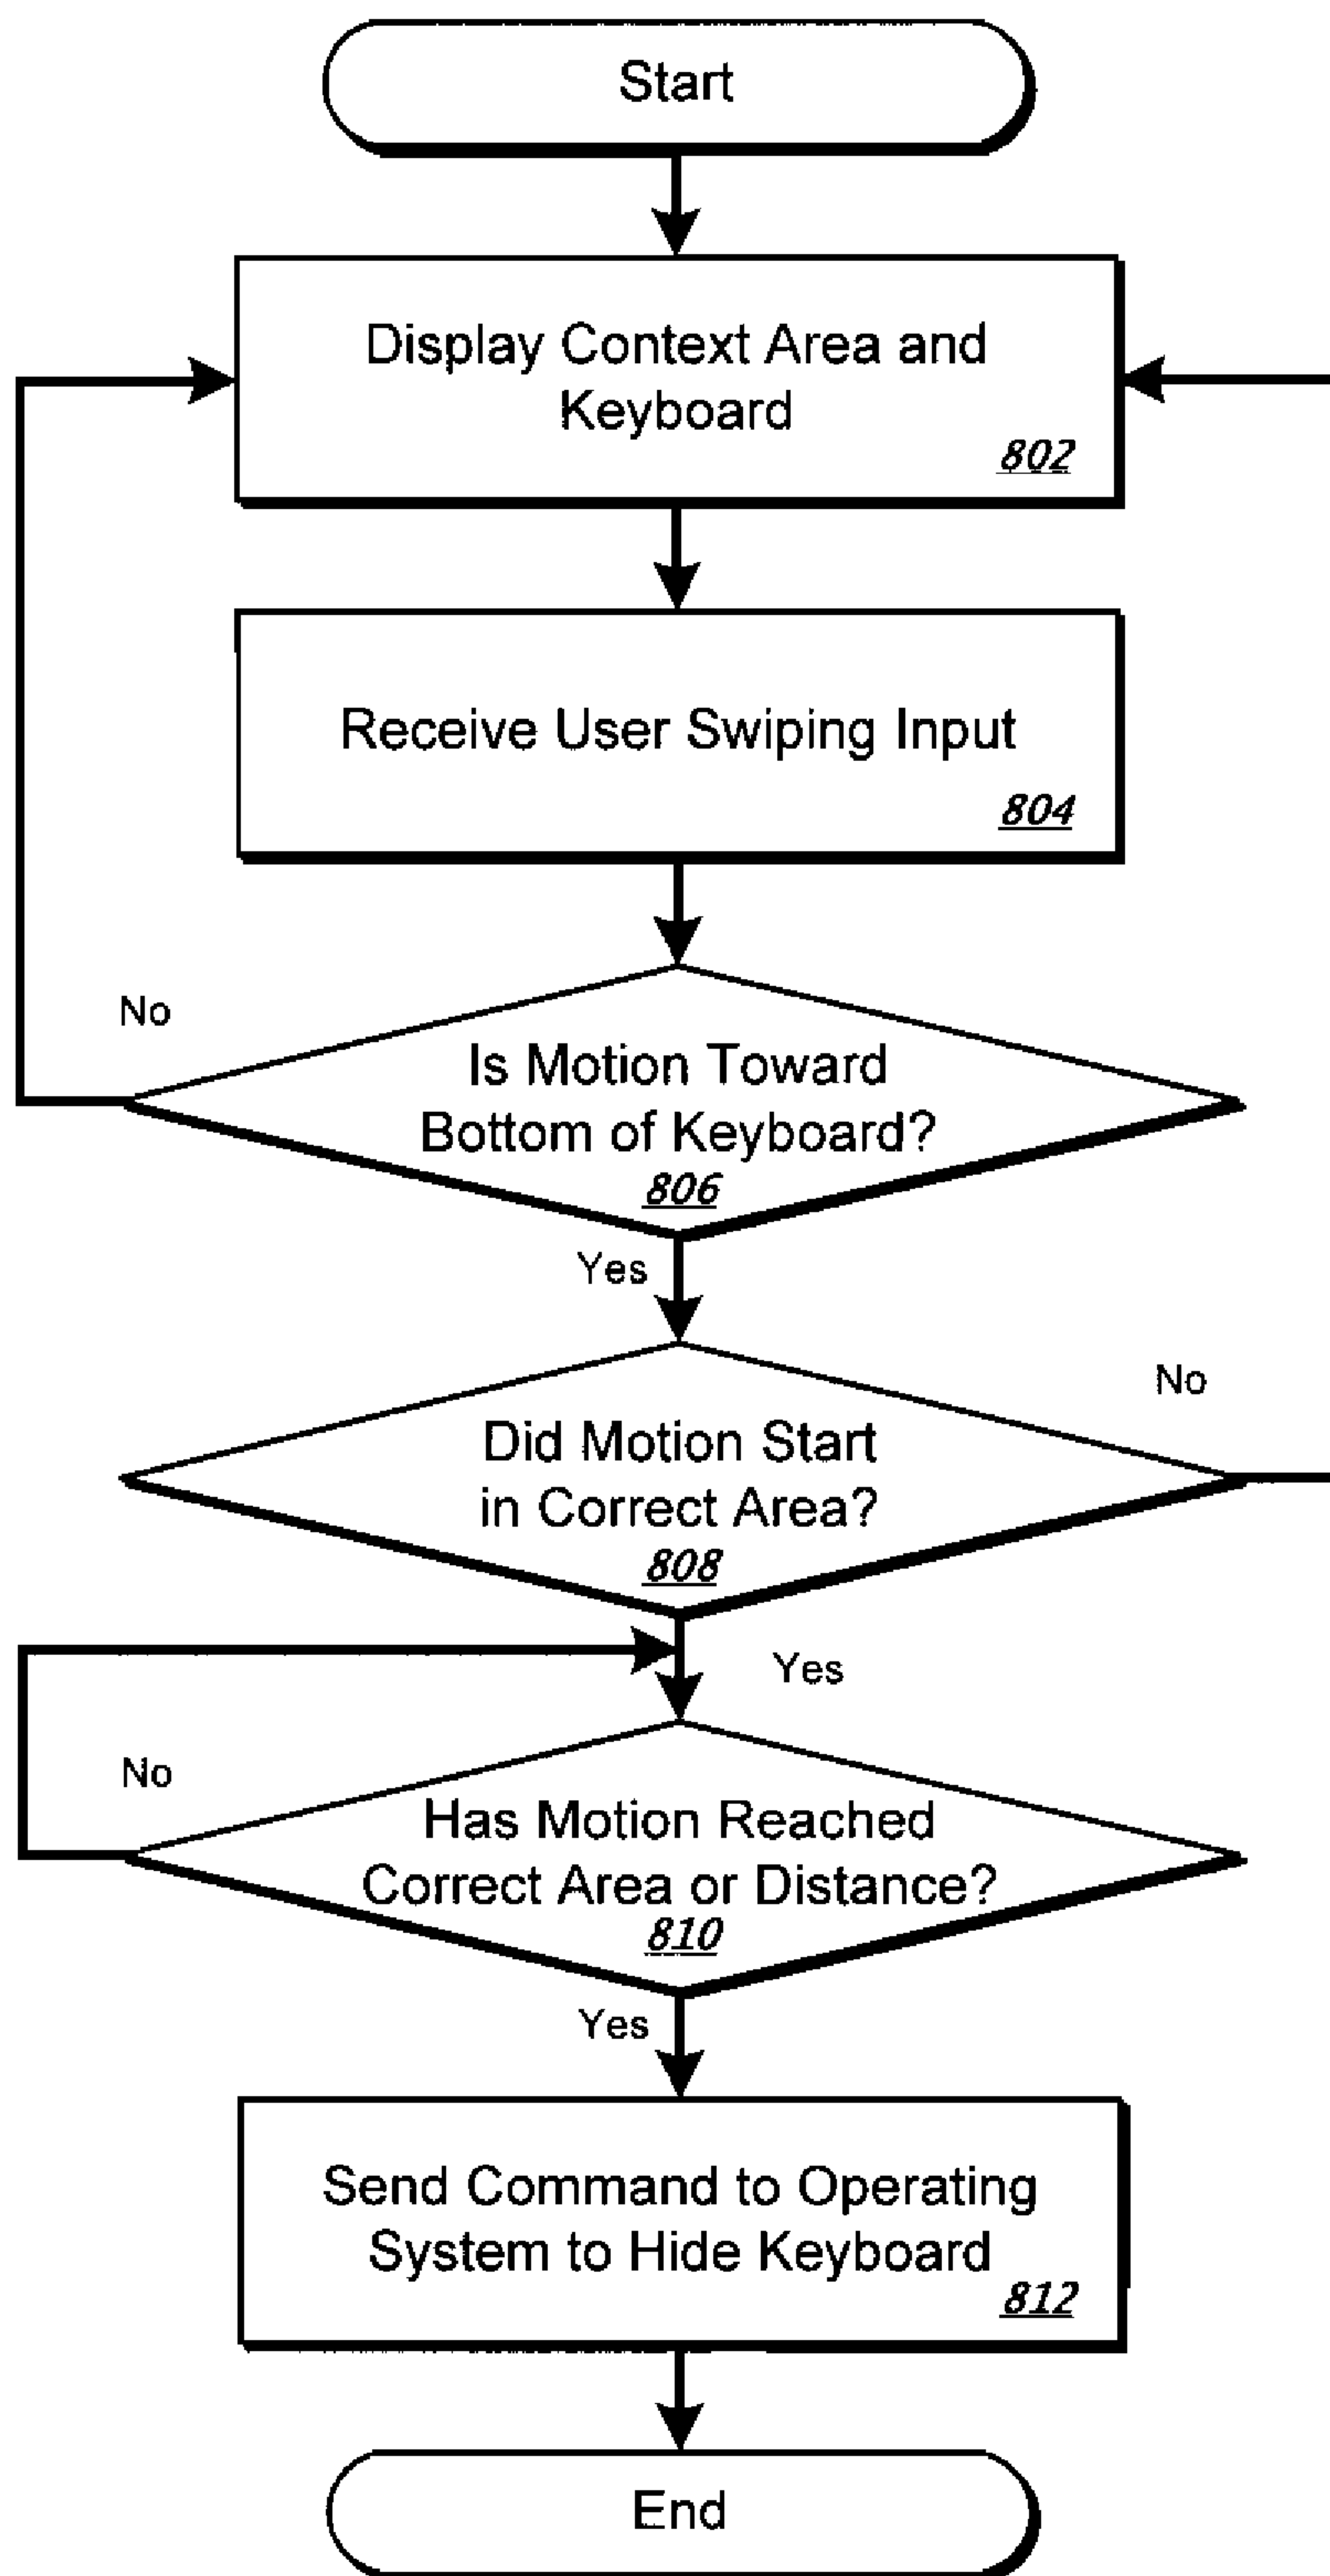 Start
Display Context Area and
Keyboard
802
Receive User Swiping Input
804
No
Is Motion Toward
Bottom of Keyboard?
806
Yes
No
Did Motion Start
in Correct Area?
808
Yes
No
Has Motion Reached
Correct Area or Distance?
810
Yes
Send Command to Operating
System to Hide Keyboard
812
End